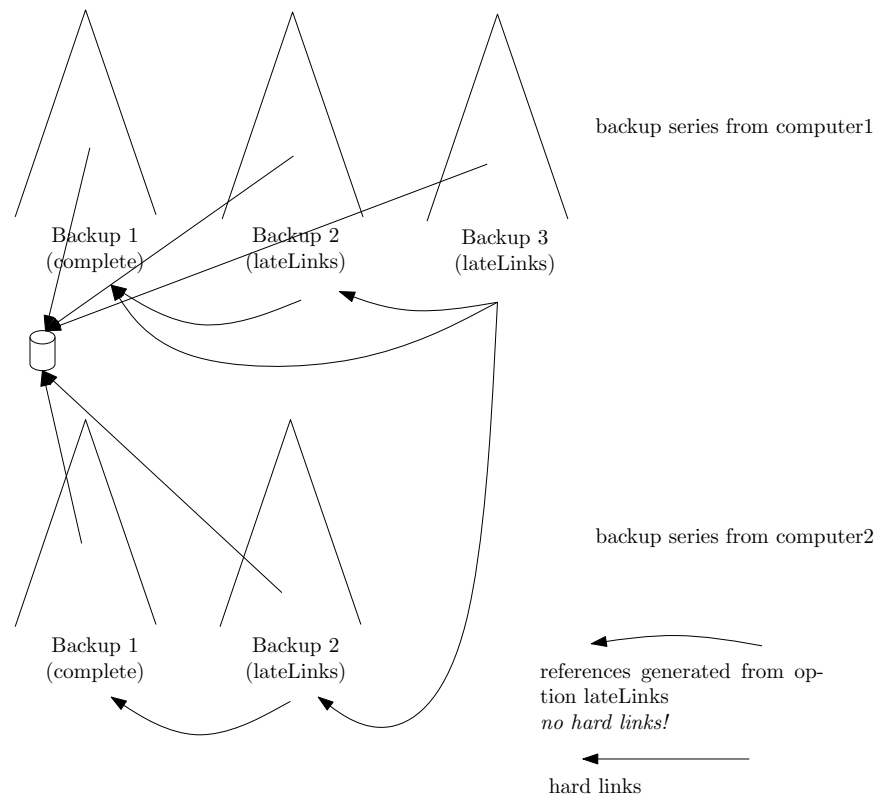 backup series from computer1
Backup 1
(complete)
Backup 2
(lateLinks)
Backup 3
(lateLinks)
backup series from computer2
Backup 1
(complete)
Backup 2
(lateLinks)
references generated from op-
tion lateLinks
no hard links!
hard links